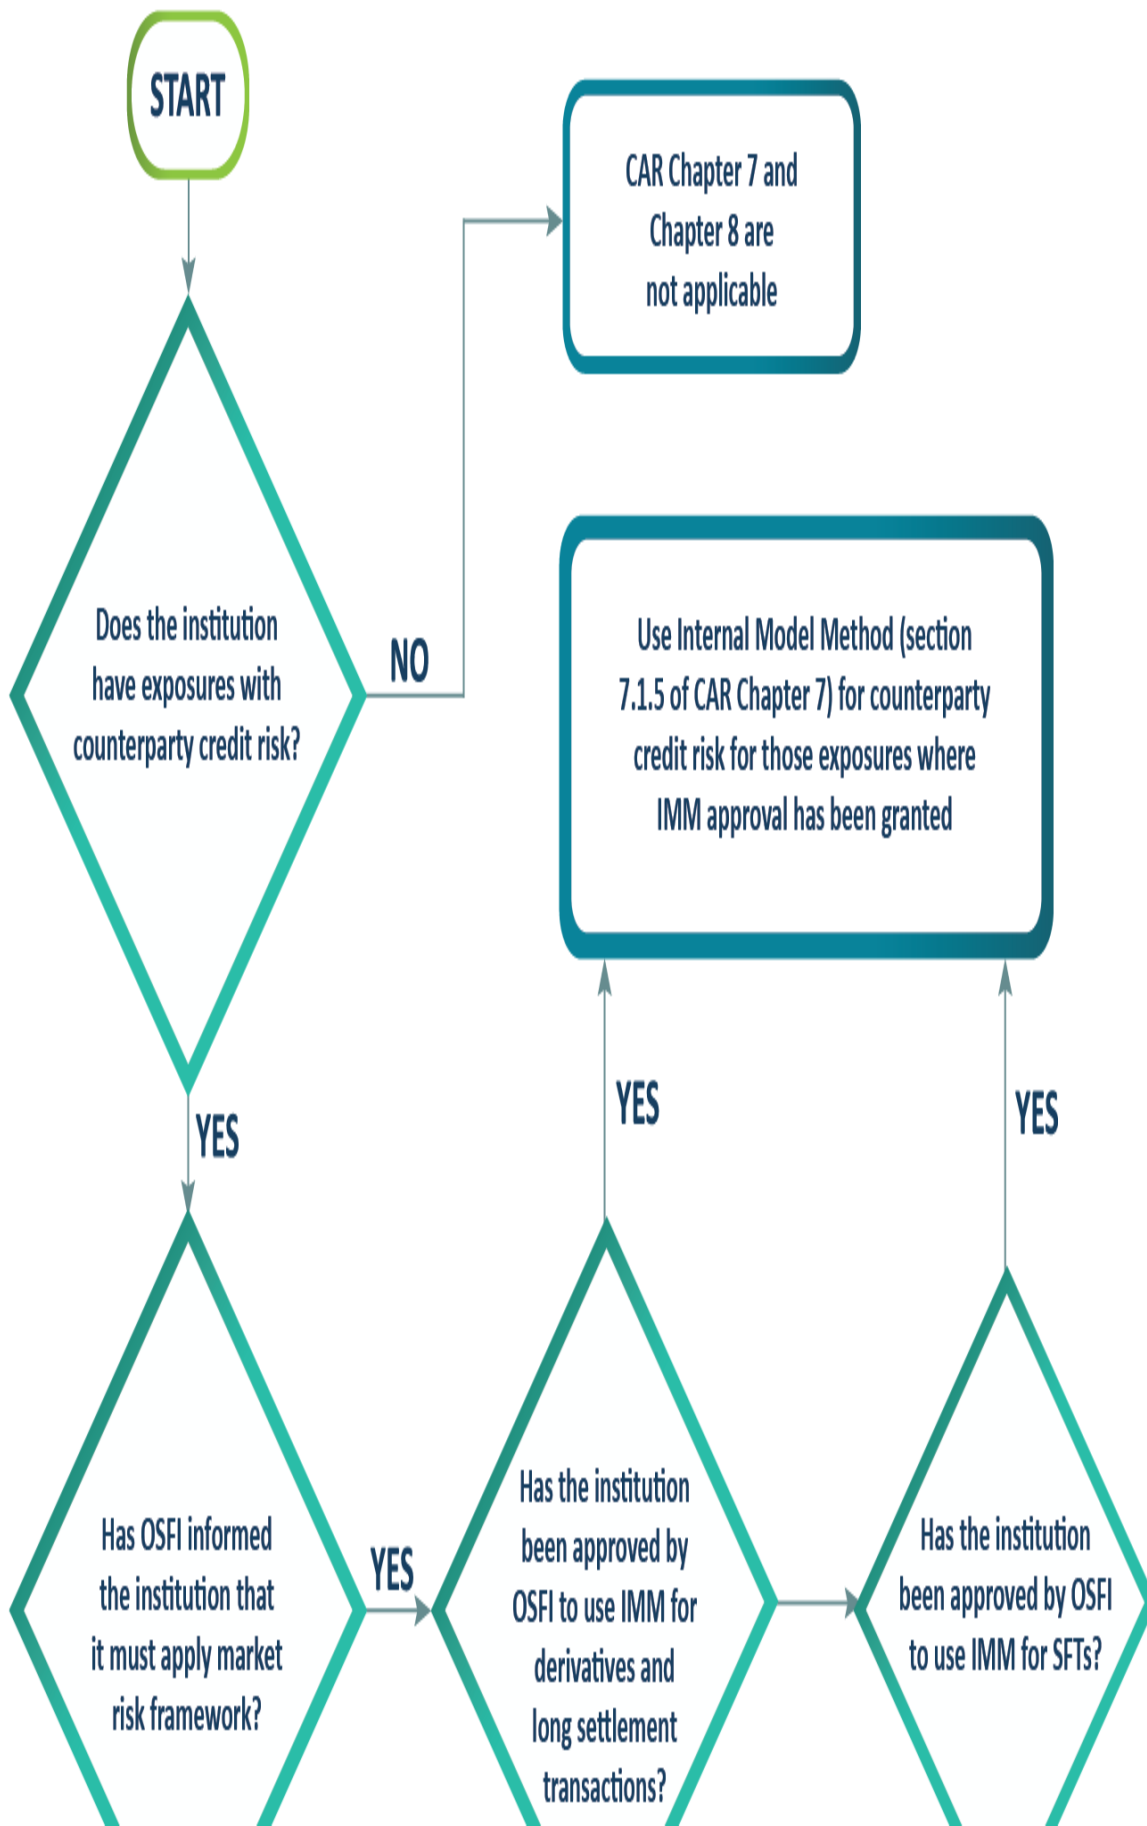 START
CAR Chapter 7 and
Chapter 8 are
not applicable
Does the institution
have exposures with
counterparty credit risk?
NO
Use Internal Model Method (section
7.1.5 of CAR Chapter 7) for counterparty
credit risk for those exposures where
IMM approval has been granted
YES
YES
YES
Has OSFI informed
the institution that
it must apply market
risk framework?
YES
Has the institution
been approved by
OSFI to use IMM for
derivatives and
long settlement
transactions?
Has the institution
been approved by OSFI
to use IMM for SFTs?